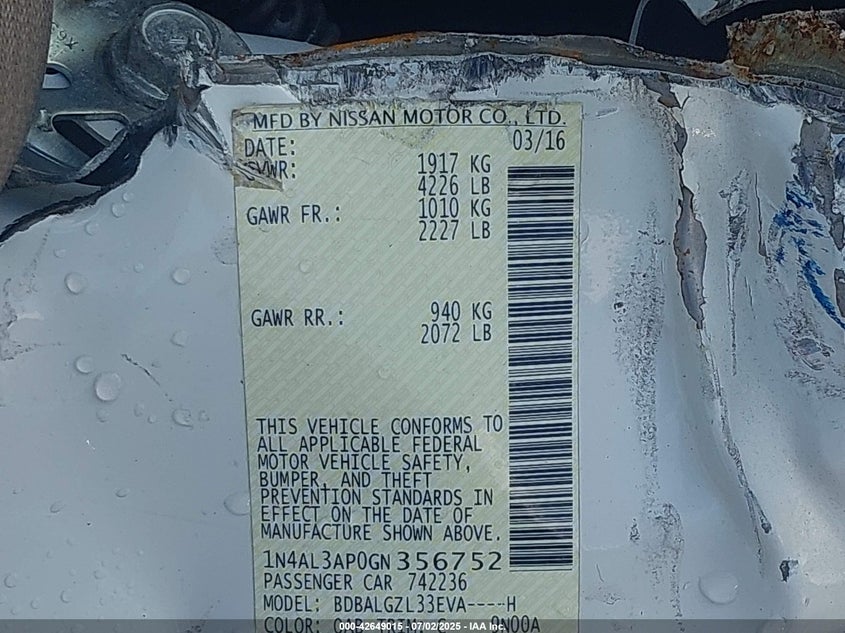 MFD BY NISSAN MOTOR CO., LTD.
DATE: 03/16
GVWR: 1917 KG
4226 LB
GAWR FR.: 1010 KG
2227 LB
GAWR RR.: 940 KG
2072 LB
THIS VEHICLE CONFORMS TO
ALL APPLICABLE FEDERAL
MOTOR VEHICLE SAFETY,
BUMPER, AND THEFT
PREVENTION STANDARDS IN
EFFECT ON THE DATE OF
MANUFACTURE SHOWN ABOVE.
1N4AL3AP0GN356752
PASSENGER CAR 742236
MODEL: BDBALGZL33EVA----H
COLOR:
000-42649015 - 07/02/2025 - IAA Inc.